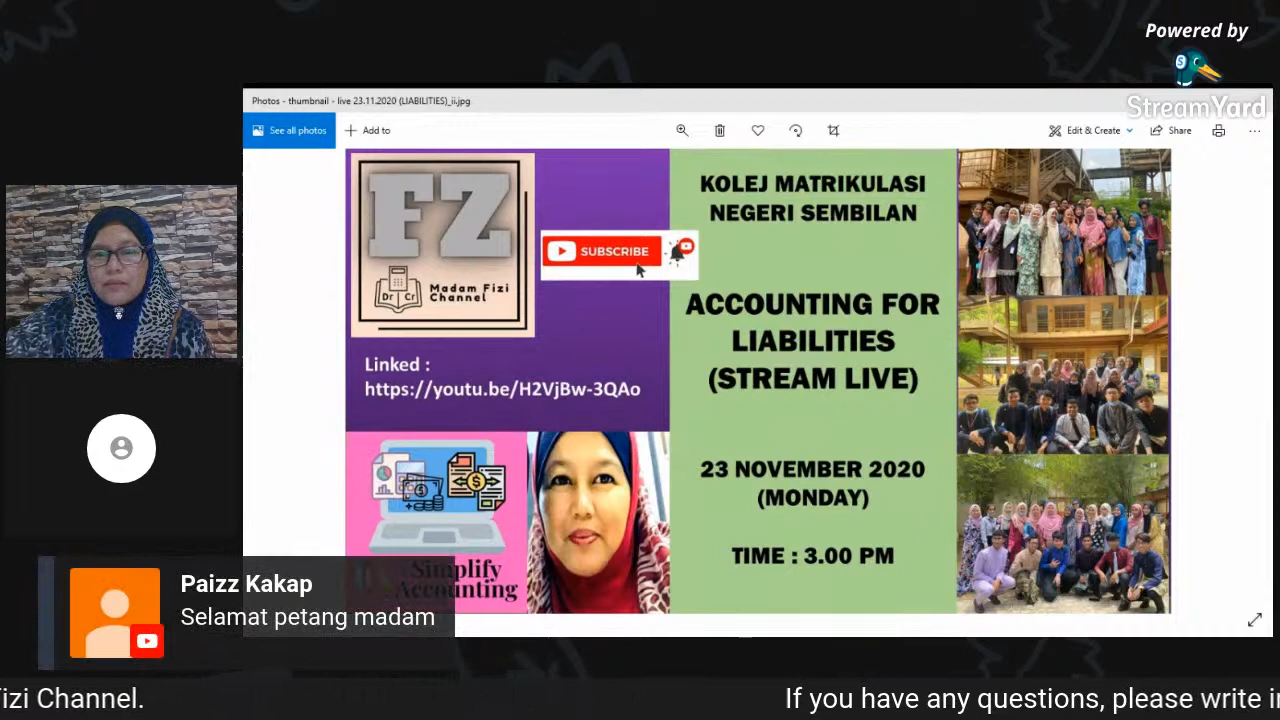 Powered by
StreamYard
Photos - thumbnail - live 23.11.2020 (LIABILITIES)_ii.jpg
See all photos
Add to
Edit & Create
Share
FZ
Dr Cr
Madam Fizi
Channel
SUBSCRIBE
Linked :
https://youtu.be/H2VjBw-3QAo
Simplify
Accounting
KOLEJ MATRIKULASI
NEGERI SEMBILAN
ACCOUNTING FOR
LIABILITIES
(STREAM LIVE)
23 NOVEMBER 2020
(MONDAY)
TIME : 3.00 PM
Paizz Kakap
Selamat petang madam
izi Channel.
If you have any questions, please write i